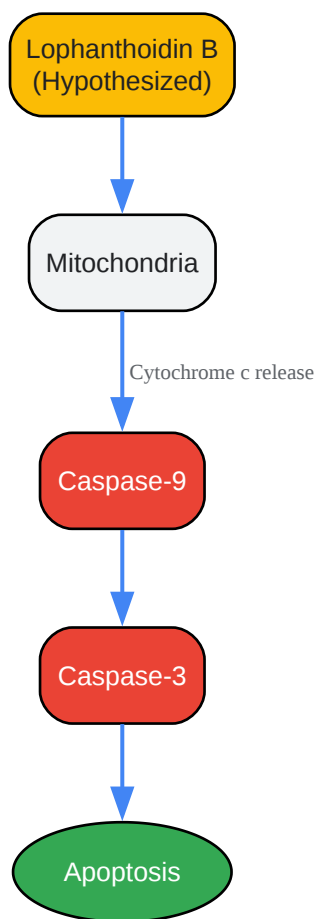 Lophanthoidin B
(Hypothesized)
Mitochondria
Cytochrome c release
Caspase-9
Caspase-3
Apoptosis